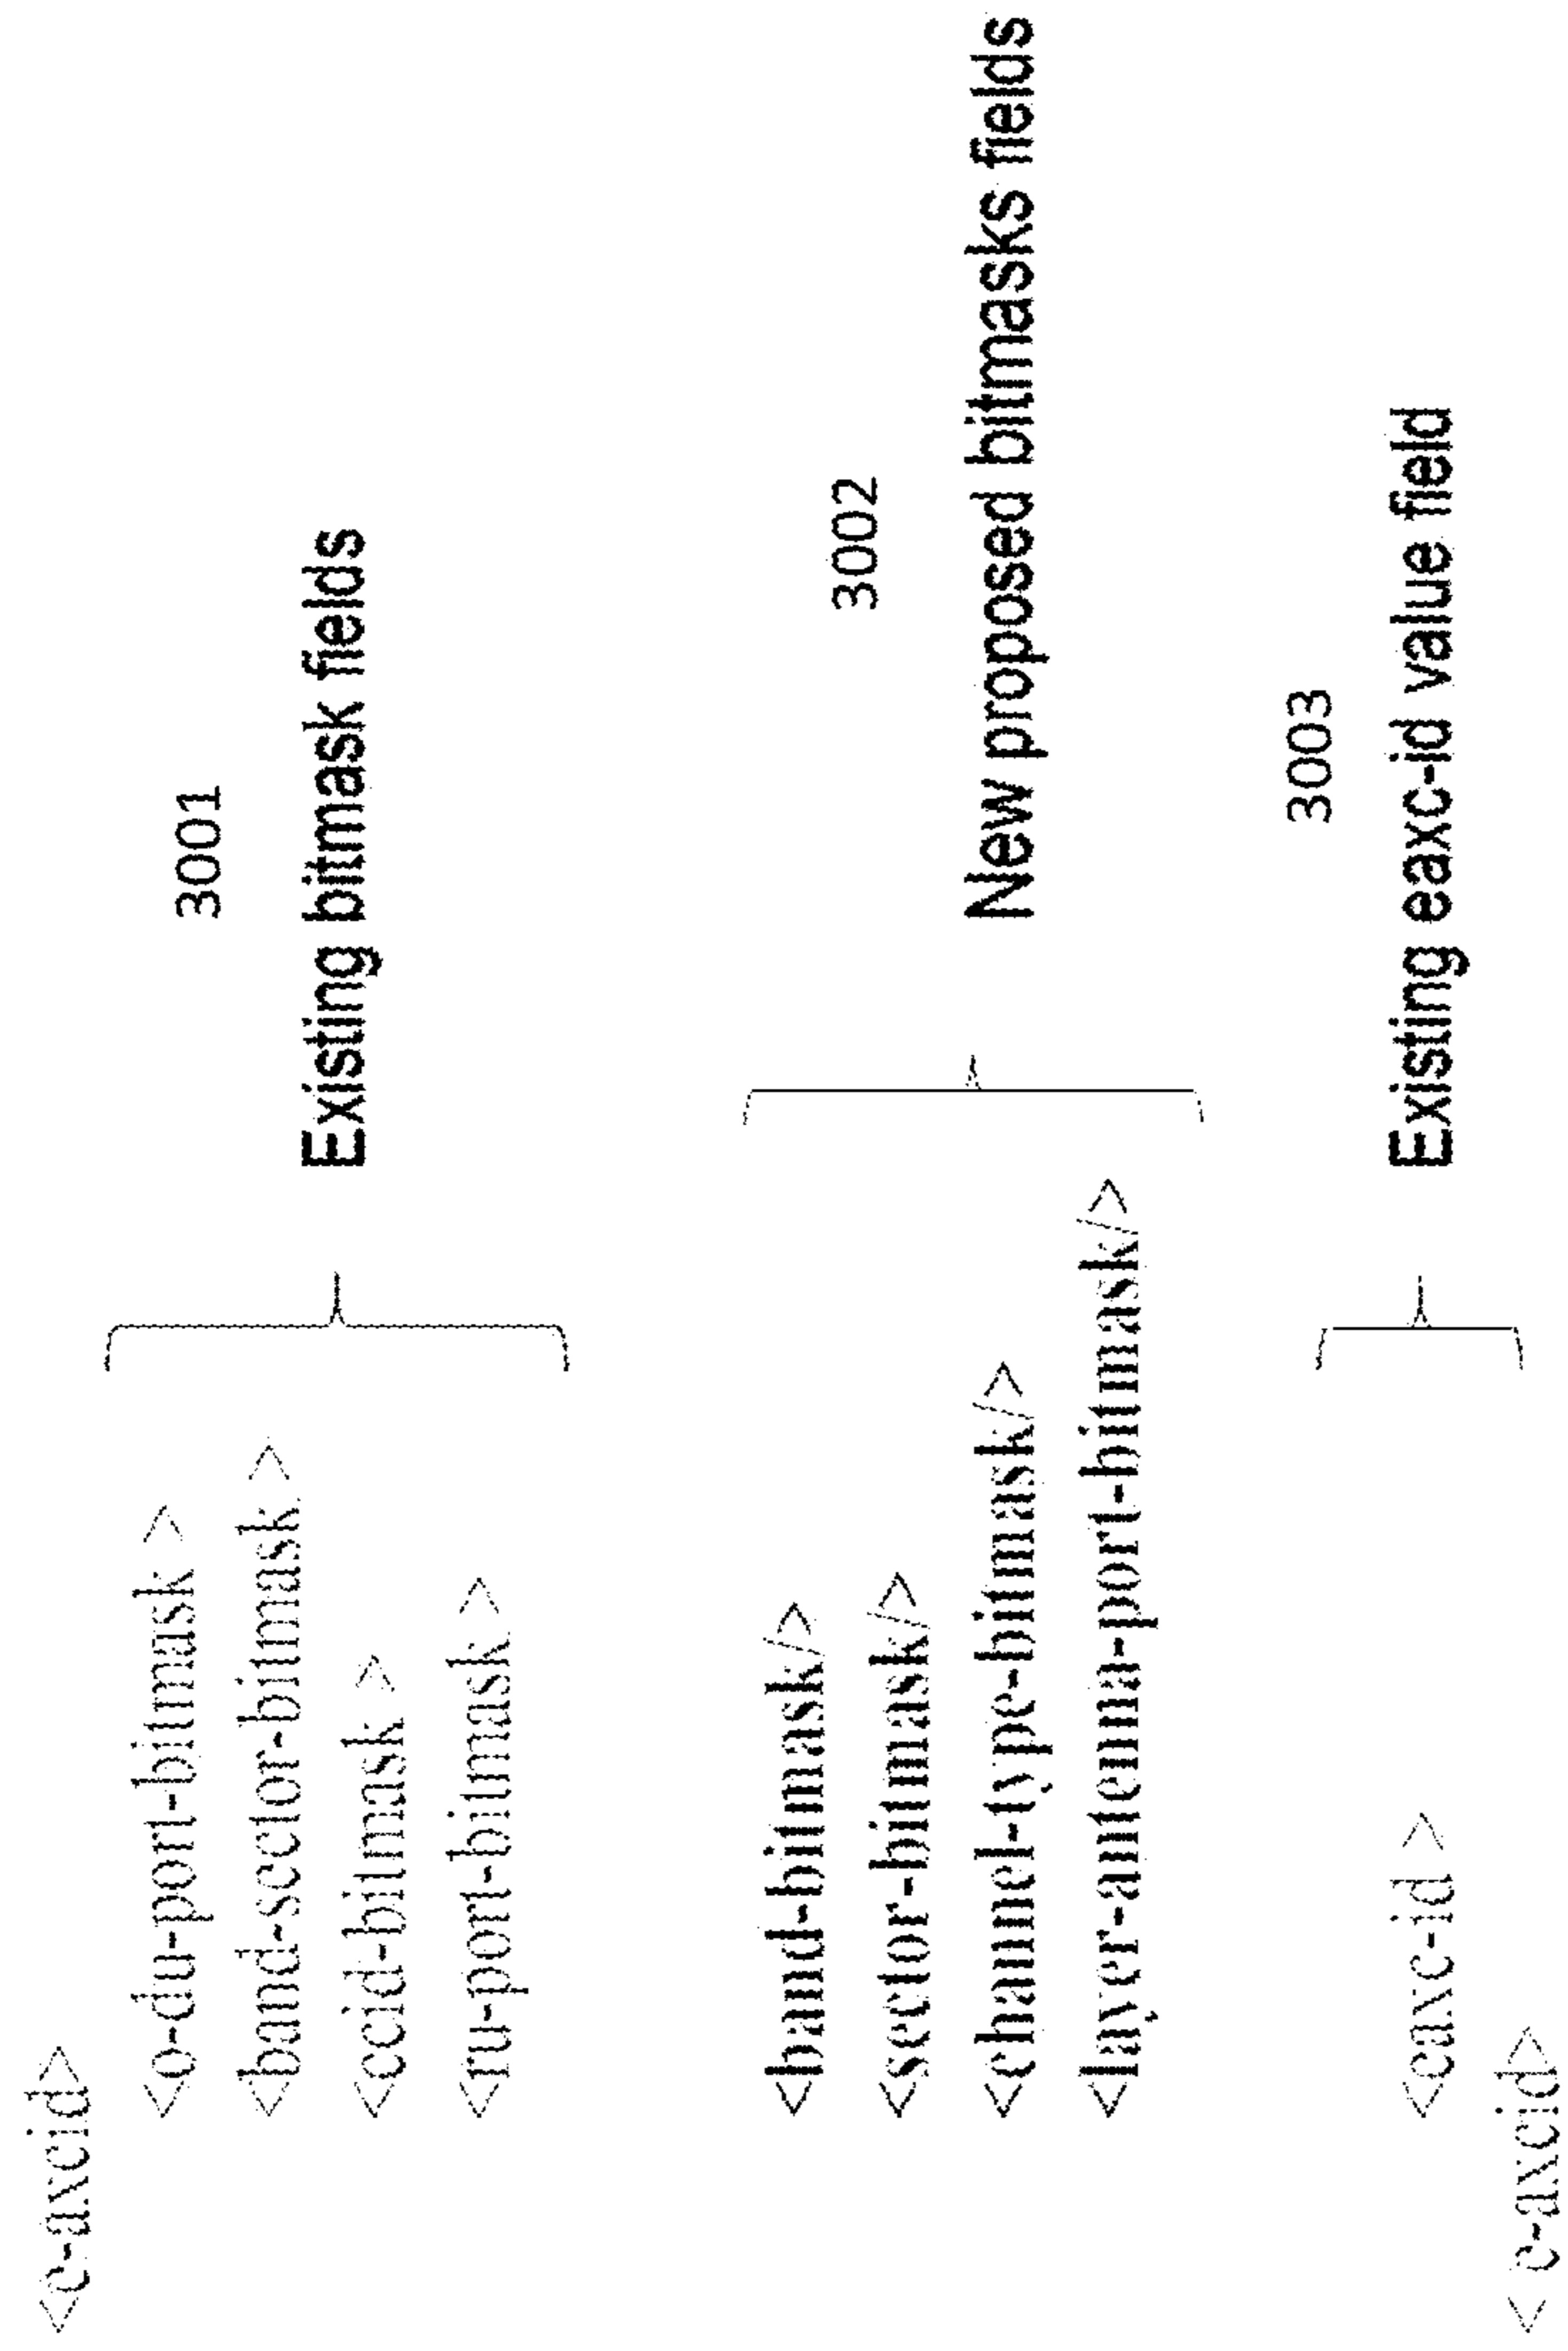 <e-axcid>
<o-du-port-bitmask >
<band-sector-bitmask >
<ccid-bitmask >
<ru-port-bitmask >
3001
Existing bitmask fields
<band-bitmask/>
<sector-bitmask/>
<channel-type-bitmask/>
<layer-antenna-port-bitmask/>
3002
New proposed bitmasks fields
3003
<eaxc-id >
Existing eaxc-id value field
< e-axcid>